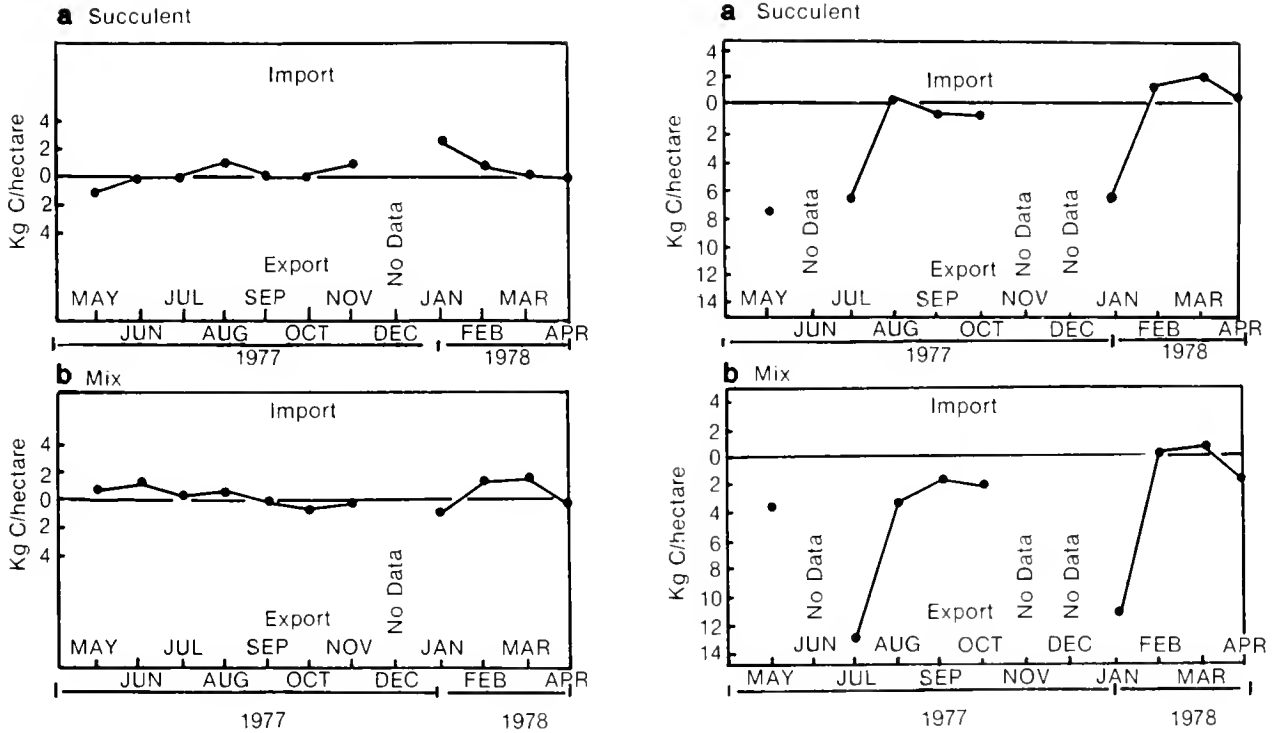 a Succulent
Import
4
2
0
2
4
Kg C/hectare
Export
No Data
MAY JUL SEP NOV JAN MAR
JUN AUG OCT DEC FEB APR
1977 1978
b Mix
Import
4
2
0
2
4
Kg C/hectare
Export
No Data
MAY JUL SEP NOV JAN MAR
JUN AUG OCT DEC FEB APR
1977 1978
a Succulent
4
2
0
2
4
6
8
10
12
14
Kg C/hectare
Import
No Data
Export
No Data
No Data
MAY JUL SEP NOV JAN MAR
JUN AUG OCT DEC FEB APR
1977 1978
b Mix
4
2
0
2
4
6
8
10
12
14
Kg C/hectare
Import
No Data
Export
No Data
No Data
JUN AUG OCT DEC FEB APR
MAY JUL SEP NOV JAN MAR
1977 1978